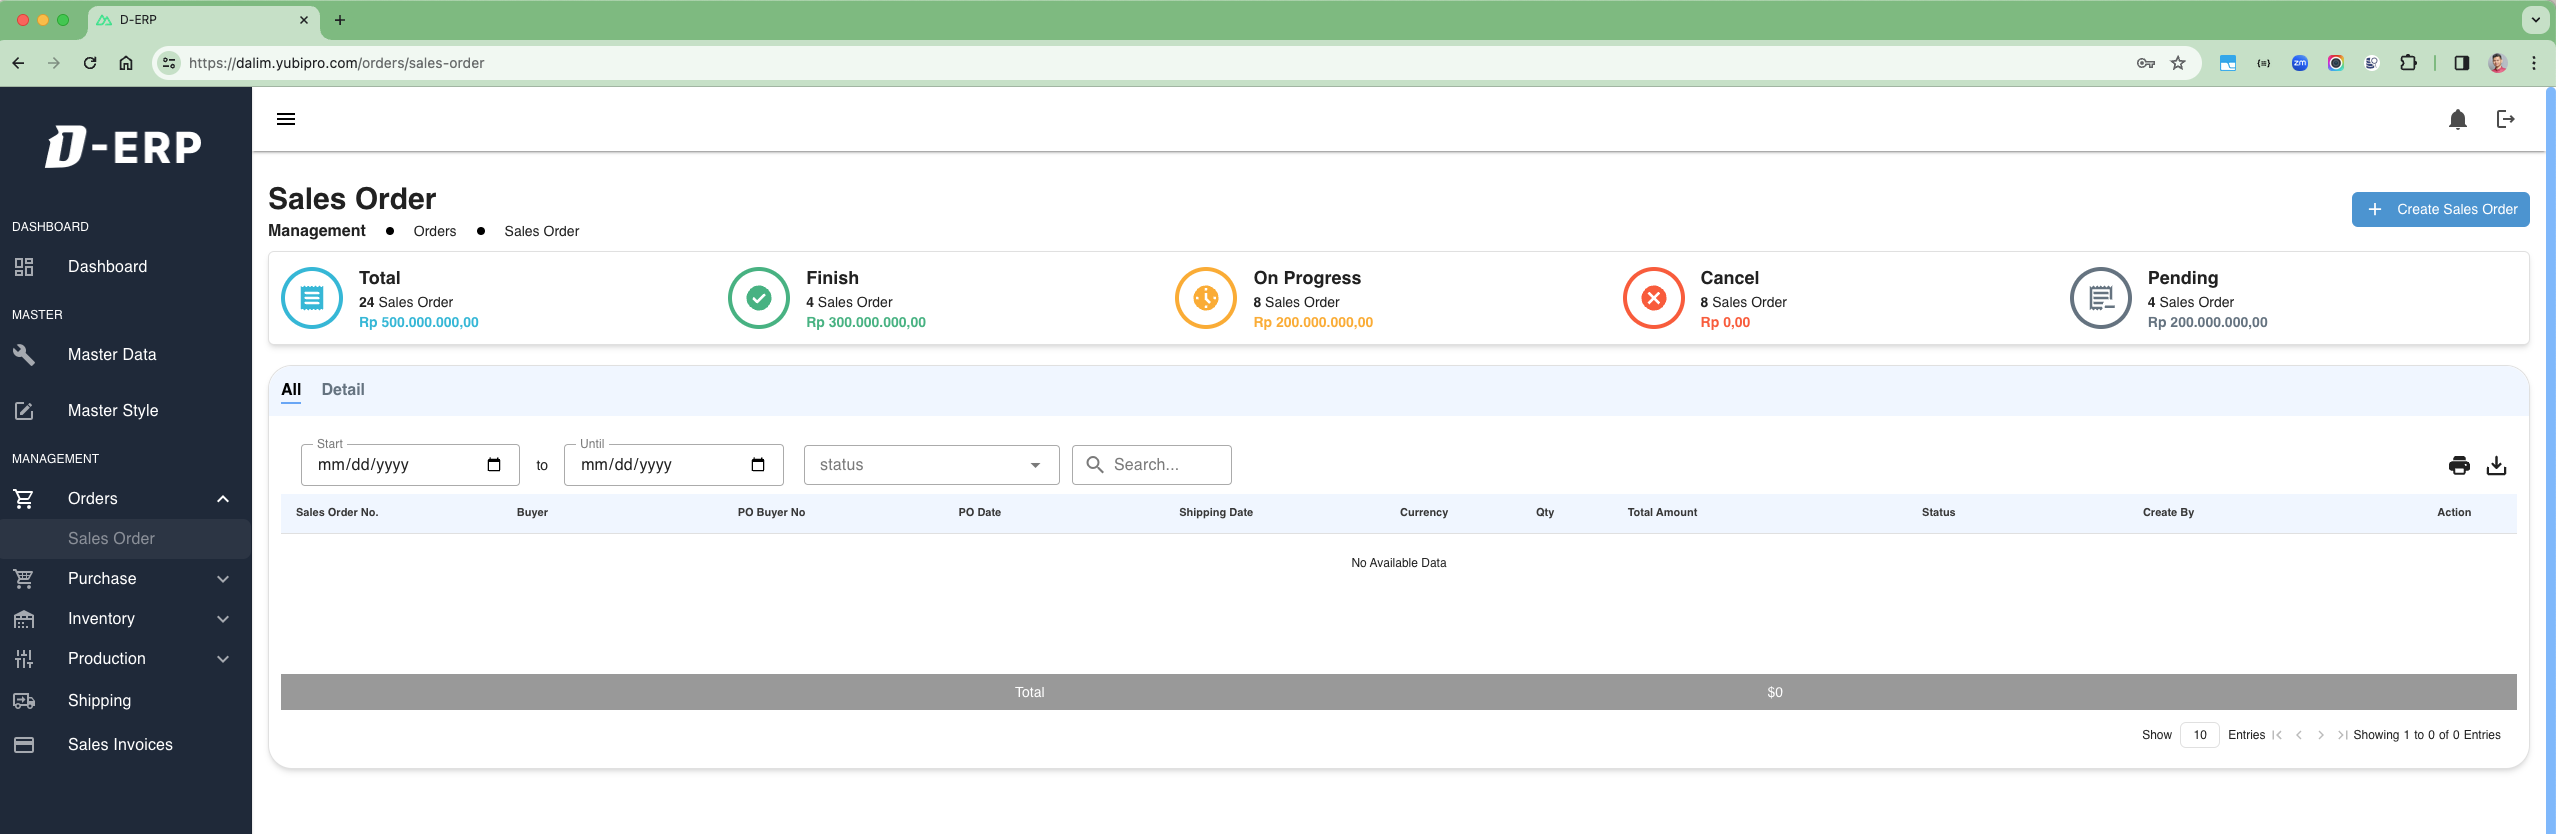 D-ERP
https://dalim.yubipro.com/orders/sales-order
zm
D-ERP
DASHBOARD
Dashboard
MASTER
Master Data
Master Style
MANAGEMENT
Orders
Sales Order
Purchase
Inventory
Production
Shipping
Sales Invoices
Sales Order
Management Orders Sales Order
Create Sales Order
Total
24 Sales Order
Rp 500.000.000,00
Finish
4 Sales Order
Rp 300.000.000,00
On Progress
8 Sales Order
Rp 200.000.000,00
Cancel
8 Sales Order
Rp 0,00
Pending
4 Sales Order
Rp 200.000.000,00
All Detail
Start
mm/dd/yyyy
to
Until
mm/dd/yyyy
status
Search...
Sales Order No. Buyer PO Buyer No PO Date Shipping Date Currency Qty Total Amount Status Create By Action
No Available Data
Total $0
Show 10 Entries Showing 1 to 0 of 0 Entries